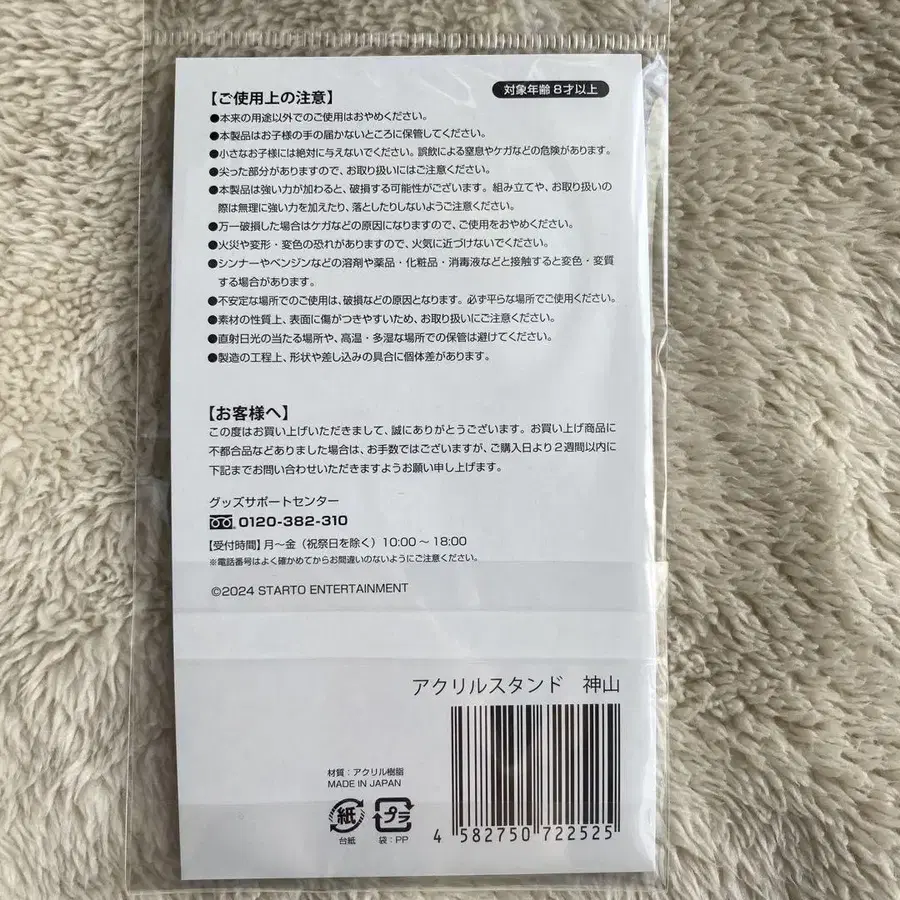 対象年齢8才以上
【ご使用上の注意】
●本来の用途以外でのご使用はおやめください。
●本製品はお子様の手の届かないところに保管してください。
●小さなお子様には絶対に与えないでください。誤飲による窒息やケガなどの危険があります。
●尖った部分がありますので、お取り扱いにはご注意ください。
●本製品は強い力が加わると、破損する可能性がございます。組み立てや、お取り扱いの
際は無理に強い力を加えたり、落としたりしないようご注意ください。
●万一破損した場合はケガなどの原因になりますので、ご使用をおやめください。
●火災や変形・変色の恐れがありますので、火気に近づけないでください。
●シンナーやベンジンなどの溶剤や薬品・化粧品・消毒液などと接触すると変色・変質
する場合があります。
●不安定な場所でのご使用は、破損などの原因となります。必ず平らな場所でご使用ください。
●素材の性質上、表面に傷がつきやすいため、お取り扱いにご注意ください。
●直射日光の当たる場所や、高温・多湿な場所での保管は避けてください。
●製造の工程上、形状や差し込みの具合に個体差があります。
【お客様へ】
この度はお買い上げいただきまして、誠にありがとうございます。お買い上げ商品に
不都合品などありました場合は、お手数ではございますが、ご購入日より2週間以内に
下記までお問い合わせいただきますようお願い申し上げます。
グッズサポートセンター
0120-382-310
【受付時間】月～金（祝祭日を除く）10:00～18:00
※電話番号はよく確かめてからお間違いのないようにご注意ください。
©2024 STARTO ENTERTAINMENT
アクリルスタンド 神山
材質：アクリル樹脂
MADE IN JAPAN
紙 プラ
台紙 袋：PP
4 582750 722525